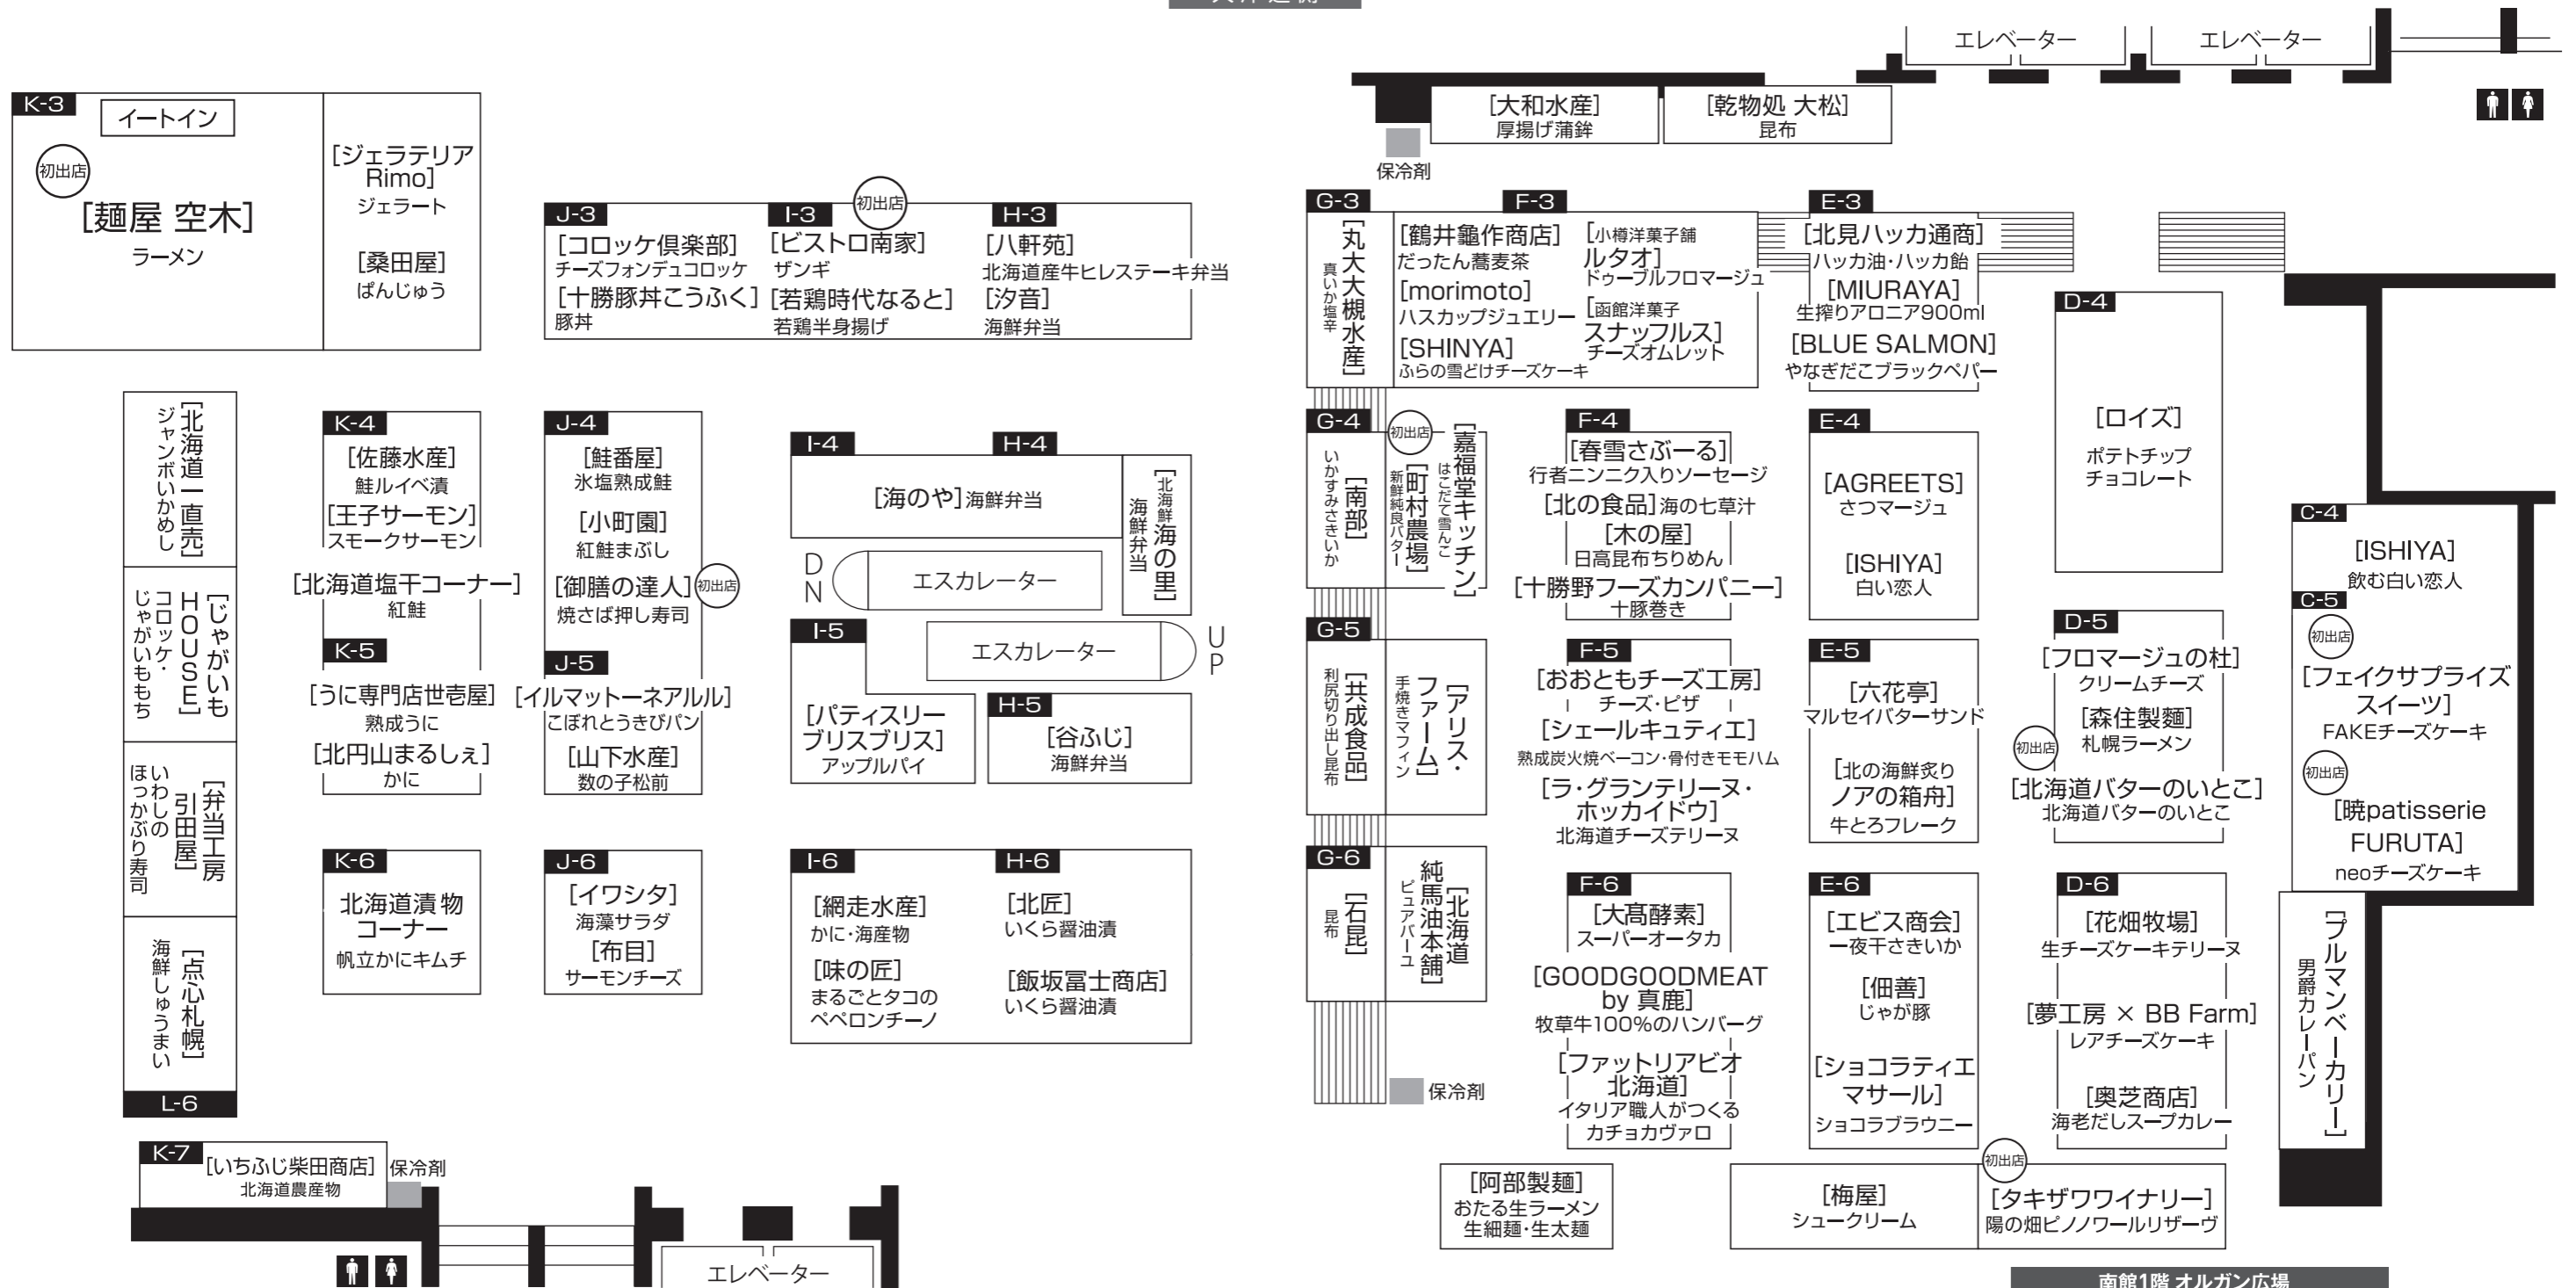 エレベーター
エレベーター
K-3
イートイン
初出店
[麺屋 空木]
ラーメン
[ジェラテリア
Rimo]
ジェラート
[桑田屋]
ぱんじゅう
[大和水産]
厚揚げ蒲鉾
[乾物処 大松]
昆布
保冷剤
J-3
[コロッケ倶楽部]
チーズフォンデュコロッケ
[十勝豚丼こうふく]
豚丼
I-3
初出店
[ビストロ南家]
ザンギ
[若鶏時代なると]
若鶏半身揚げ
H-3
[八軒苑]
北海道産牛ヒレステーキ弁当
[汐音]
海鮮弁当
G-3
[丸大大槻水産]
真いか塩辛
F-3
[鶴井龜作商店]
だったん蕎麦茶
[morimoto]
ハスカップジュエリー
[SHINYA]
ふらの雪どけチーズケーキ
[小樽洋菓子舗
ルタオ]
ドゥーブルフロマージュ
[函館洋菓子
スナッフルス]
チーズオムレット
E-3
[北見ハッカ通商]
ハッカ油・ハッカ飴
[MIURAYA]
生搾りアロニア900ml
[BLUE SALMON]
やなぎだこブラックペパー
D-4
[ロイズ]
ポテトチップ
チョコレート
[北海道一直売]
ジャンボいかめし
[じゃがいも
HOUSE]
コロッケ・
じゃがいももち
[弁当工房
引田屋]
いわしの
ほっかぶり寿司
[点心札幌]
海鮮しゅうまい
L-6
K-4
[佐藤水産]
鮭ルイベ漬
[王子サーモン]
スモークサーモン
[北海道塩干コーナー]
紅鮭
K-5
[うに専門店世壱屋]
熟成うに
[北円山まるしぇ]
かに
K-6
北海道漬物
コーナー
帆立かにキムチ
J-4
[鮭番屋]
氷塩熟成鮭
[小町園]
紅鮭まぶし
[御膳の達人]
初出店
焼さば押し寿司
J-5
[イルマットーネアルル]
こぼれとうきびパン
[山下水産]
数の子松前
J-6
[イワシタ]
海藻サラダ
[布目]
サーモンチーズ
I-4
H-4
[海のや]海鮮弁当
[北海鮮海の里]
海鮮弁当
DN
エスカレーター
エスカレーター
UP
I-5
[パティスリー
ブリスブリス]
アップルパイ
H-5
[谷ふじ]
海鮮弁当
I-6
[網走水産]
かに・海産物
[味の匠]
まるごとタコの
ペペロンチーノ
H-6
[北匠]
いくら醤油漬
[飯坂冨士商店]
いくら醤油漬
G-4
[南部]
いかすみさきいか
初出店
[嘉福堂キッチン]
はこだて雪んこ
[町村農場]
新鮮純良バター
G-5
[共成食品]
利尻切り出し昆布
[アリス・
ファーム]
手焼きマフィン
G-6
[石昆]
昆布
[北海道
純馬油本舗]
ピュアバーユ
保冷剤
F-4
[春雪さぶーる]
行者ニンニク入りソーセージ
[北の食品]海の七草汁
[木の屋]
日高昆布ちりめん
[十勝野フーズカンパニー]
十豚巻き
F-5
[おおともチーズ工房]
チーズ・ピザ
[シェールキュティエ]
熟成炭火焼ベーコン・骨付きモモハム
[ラ・グランテリーヌ・
ホッカイドウ]
北海道チーズテリーヌ
F-6
[大髙酵素]
スーパーオータカ
[GOODGOODMEAT
by 真鹿]
牧草牛100%のハンバーグ
[ファットリアビオ
北海道]
イタリア職人がつくる
カチョカヴァロ
E-4
[AGREETS]
さつマージュ
[ISHIYA]
白い恋人
E-5
[六花亭]
マルセイバターサンド
[北の海鮮炙り
ノアの箱舟]
牛とろフレーク
E-6
[エビス商会]
一夜干さきいか
[佃善]
じゃが豚
[ショコラティエ
マサール]
ショコラブラウニー
D-5
[フロマージュの杜]
クリームチーズ
[森住製麺]
札幌ラーメン
初出店
[北海道バターのいとこ]
北海道バターのいとこ
D-6
[花畑牧場]
生チーズケーキテリーヌ
[夢工房 × BB Farm]
レアチーズケーキ
[奥芝商店]
海老だしスープカレー
C-4
[ISHIYA]
飲む白い恋人
C-5
初出店
[フェイクサプライズ
スイーツ]
FAKEチーズケーキ
初出店
[暁patisserie
FURUTA]
neoチーズケーキ
[プルマンベーカリー]
男爵カレーパン
K-7
[いちふじ柴田商店]
北海道農産物
保冷剤
エレベーター
[阿部製麺]
おたる生ラーメン
生細麺・生太麺
[梅屋]
シュークリーム
初出店
[タキザワワイナリー]
陽の畑ピノノワールリザーヴ
南館1階 オルガン広場